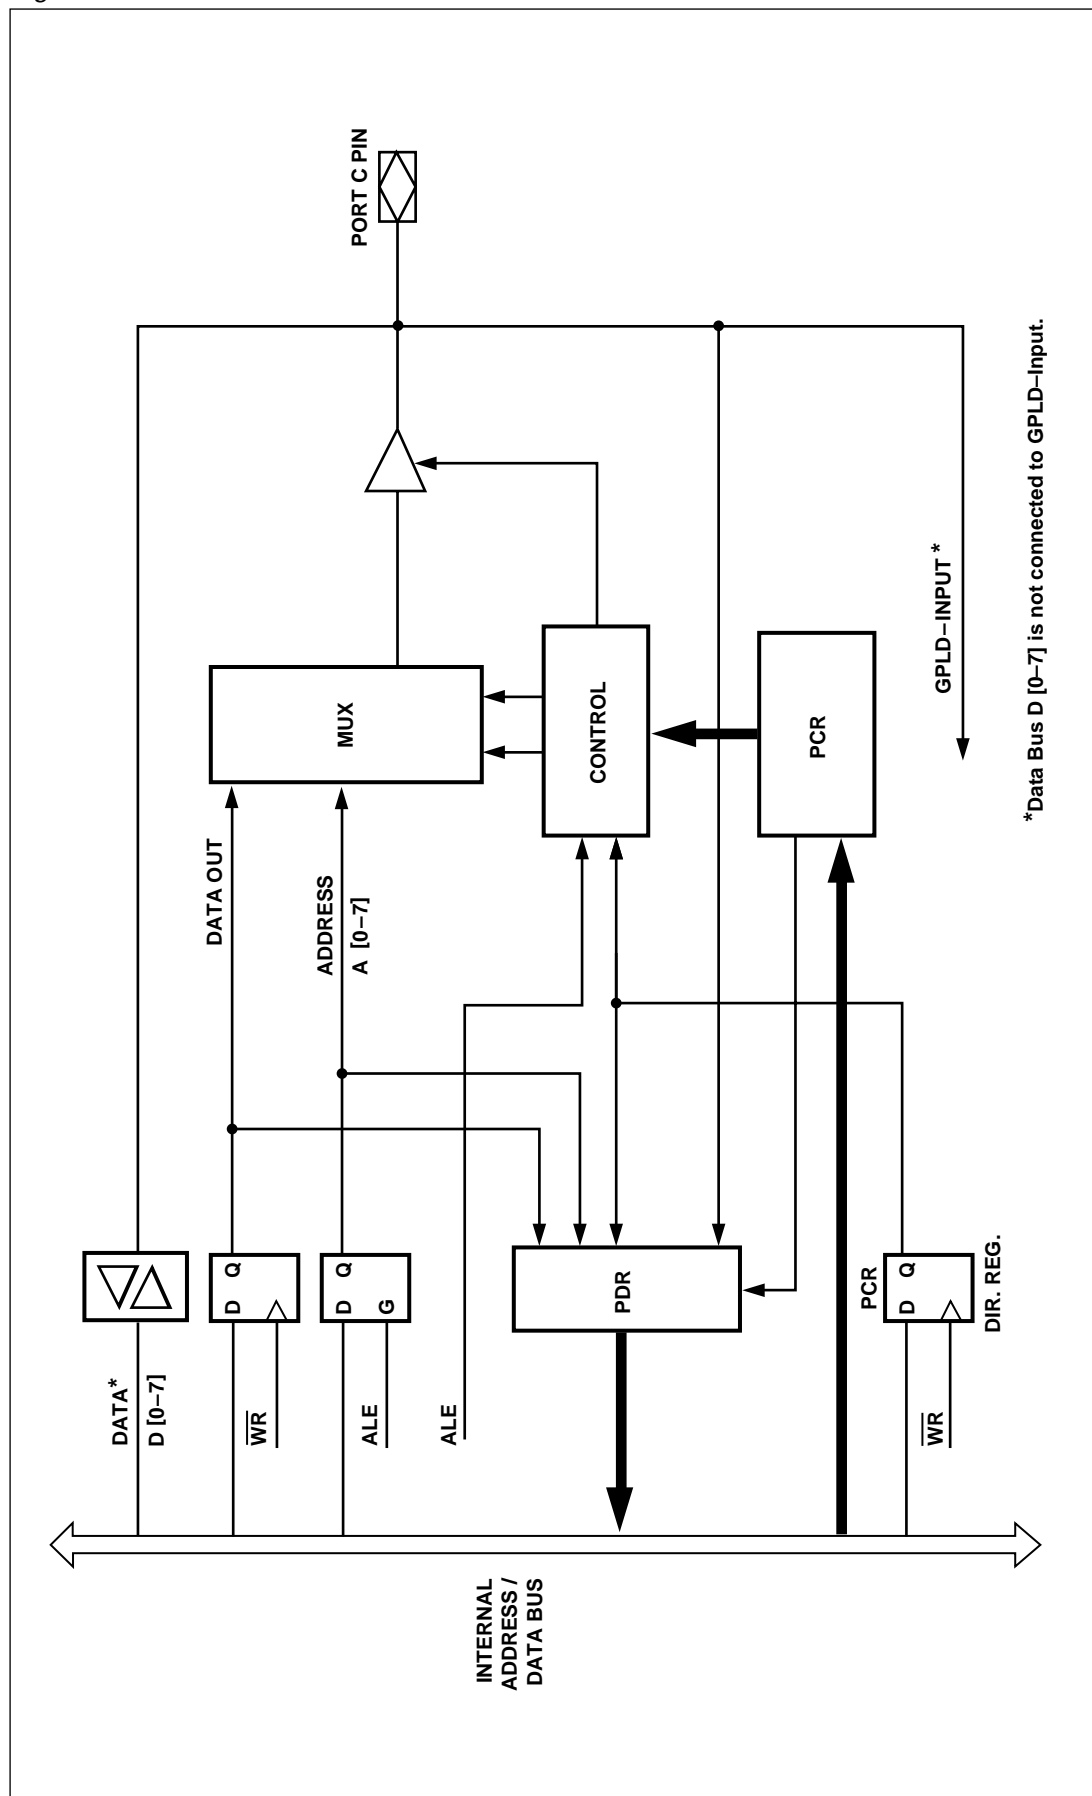 DATA*
D [0–7]
D Q
WR
DATA OUT
D Q
G
ALE
ADDRESS
A [0–7]
MUX
PORT C PIN
ALE
INTERNAL
ADDRESS /
DATA BUS
CONTROL
PDR
PCR
PCR
D Q
WR
DIR. REG.
GPLD–INPUT *
*Data Bus D [0–7] is not connected to GPLD–Input.